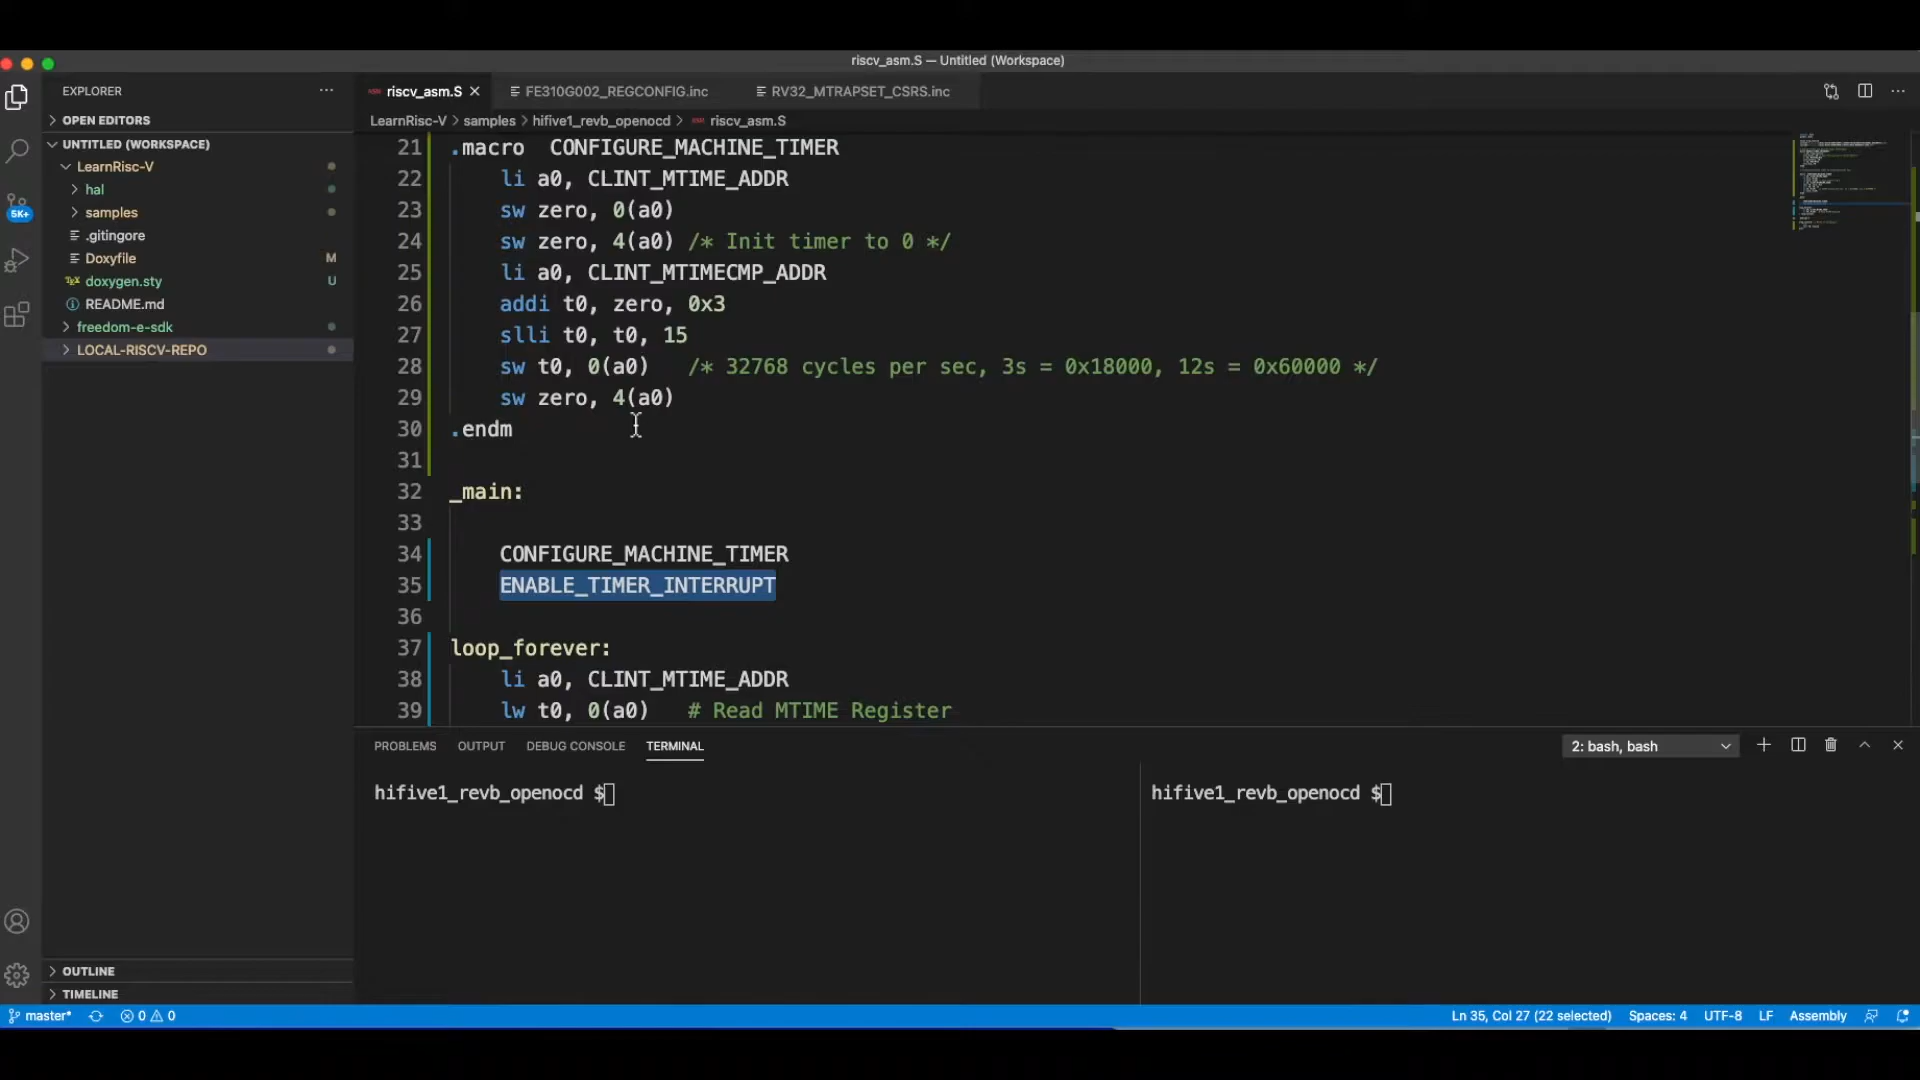 riscv_asm.S — Untitled (Workspace)
EXPLORER
riscv_asm.S
FE310G002_REGCONFIG.inc
RV32_MTRAPSET_CSRS.inc
OPEN EDITORS
LearnRisc-V > samples > hifive1_revb_openocd > riscv_asm.S
UNTITLED (WORKSPACE)
LearnRisc-V
hal
samples
.gitingore
Doxyfile M
doxygen.sty U
README.md
freedom-e-sdk
LOCAL-RISCV-REPO
5K+
21 .macro CONFIGURE_MACHINE_TIMER
22 li a0, CLINT_MTIME_ADDR
23 sw zero, 0(a0)
24 sw zero, 4(a0) /* Init timer to 0 */
25 li a0, CLINT_MTIMECMP_ADDR
26 addi t0, zero, 0x3
27 slli t0, t0, 15
28 sw t0, 0(a0) /* 32768 cycles per sec, 3s = 0x18000, 12s = 0x60000 */
29 sw zero, 4(a0)
30 .endm
31
32 _main:
33
34 CONFIGURE_MACHINE_TIMER
35 ENABLE_TIMER_INTERRUPT
36
37 loop_forever:
38 li a0, CLINT_MTIME_ADDR
39 lw t0, 0(a0) # Read MTIME Register
PROBLEMS OUTPUT DEBUG CONSOLE TERMINAL
2: bash, bash
hifive1_revb_openocd $
hifive1_revb_openocd $
OUTLINE
TIMELINE
master* 0 0
Ln 35, Col 27 (22 selected) Spaces: 4 UTF-8 LF Assembly